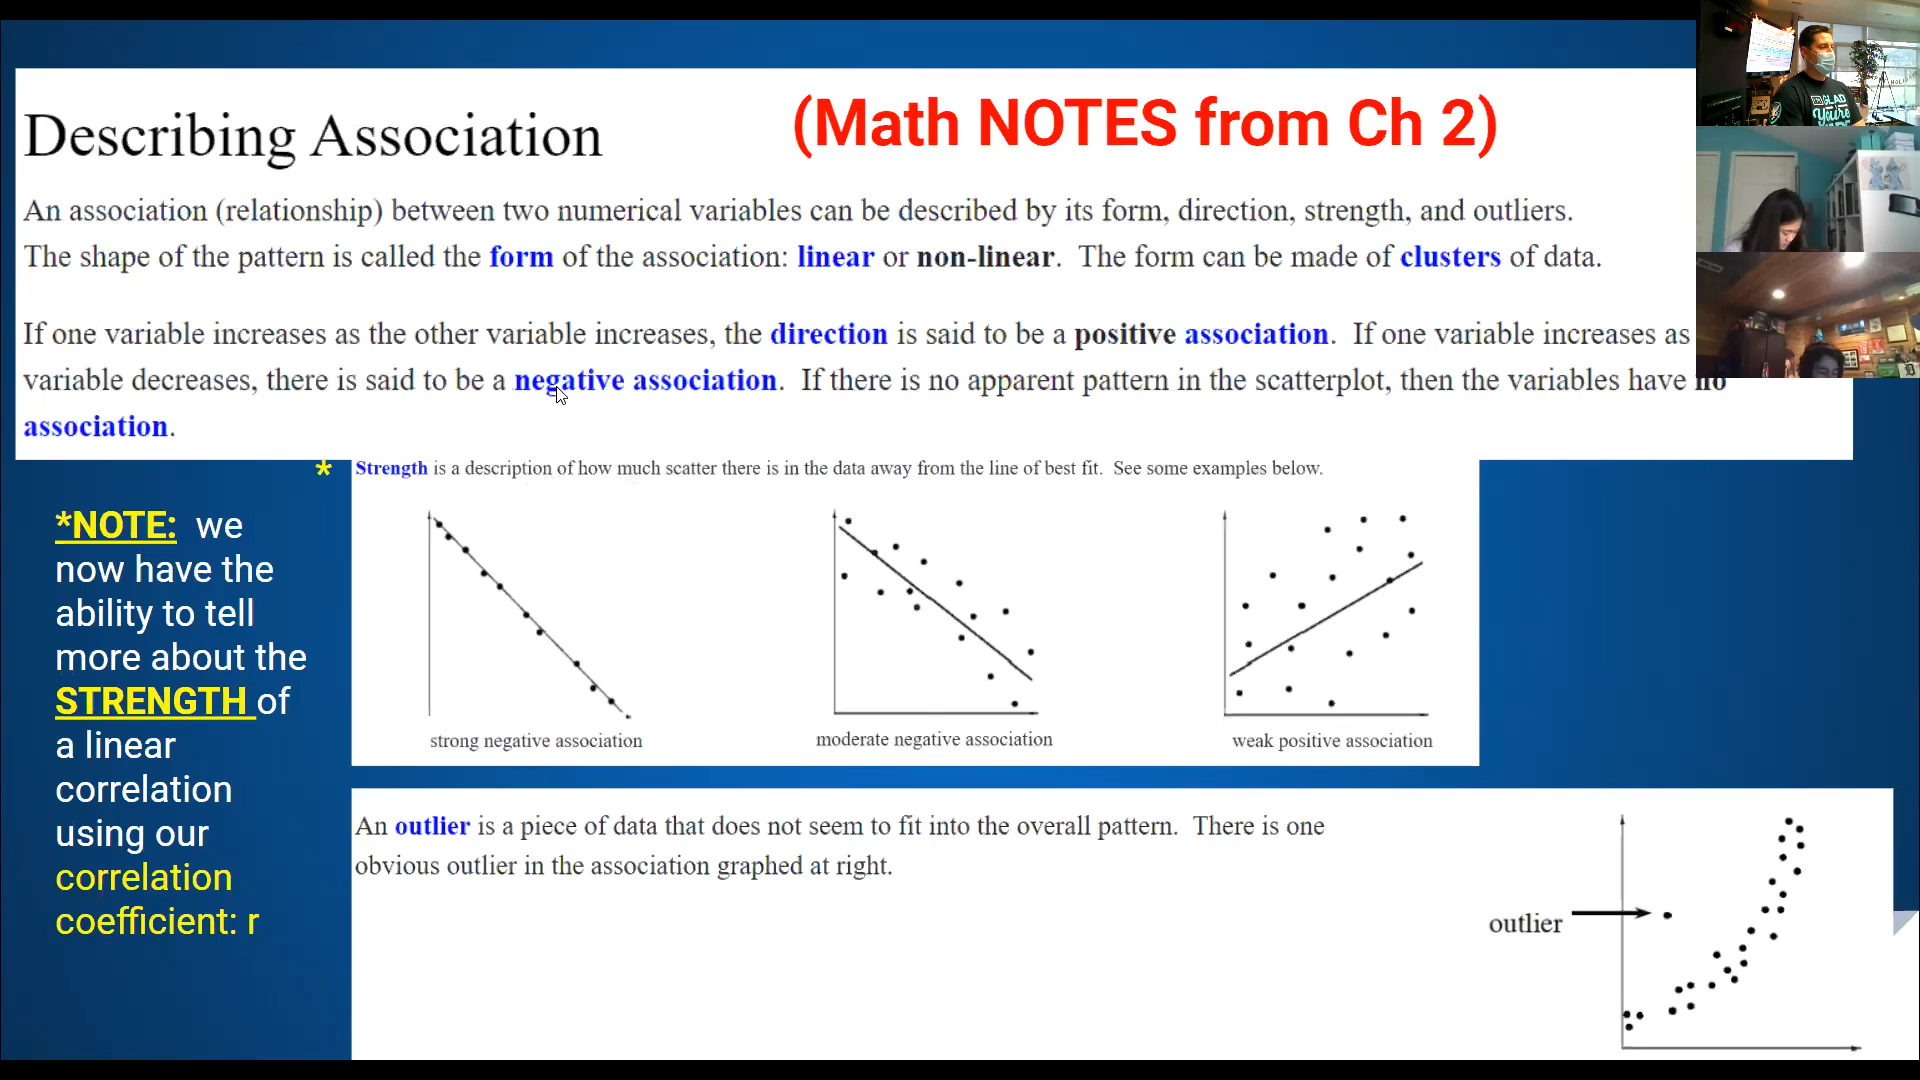 Describing Association
(Math NOTES from Ch 2)
An association (relationship) between two numerical variables can be described by its form, direction, strength, and outliers.
The shape of the pattern is called the form of the association: linear or non-linear. The form can be made of clusters of data.
If one variable increases as the other variable increases, the direction is said to be a positive association. If one variable increases as
variable decreases, there is said to be a negative association. If there is no apparent pattern in the scatterplot, then the variables have no
association.
* Strength is a description of how much scatter there is in the data away from the line of best fit. See some examples below.
*NOTE: we
now have the
ability to tell
more about the
STRENGTH of
a linear
correlation
using our
correlation
coefficient: r
strong negative association
moderate negative association
weak positive association
An outlier is a piece of data that does not seem to fit into the overall pattern. There is one
obvious outlier in the association graphed at right.
outlier
GLAD
You're